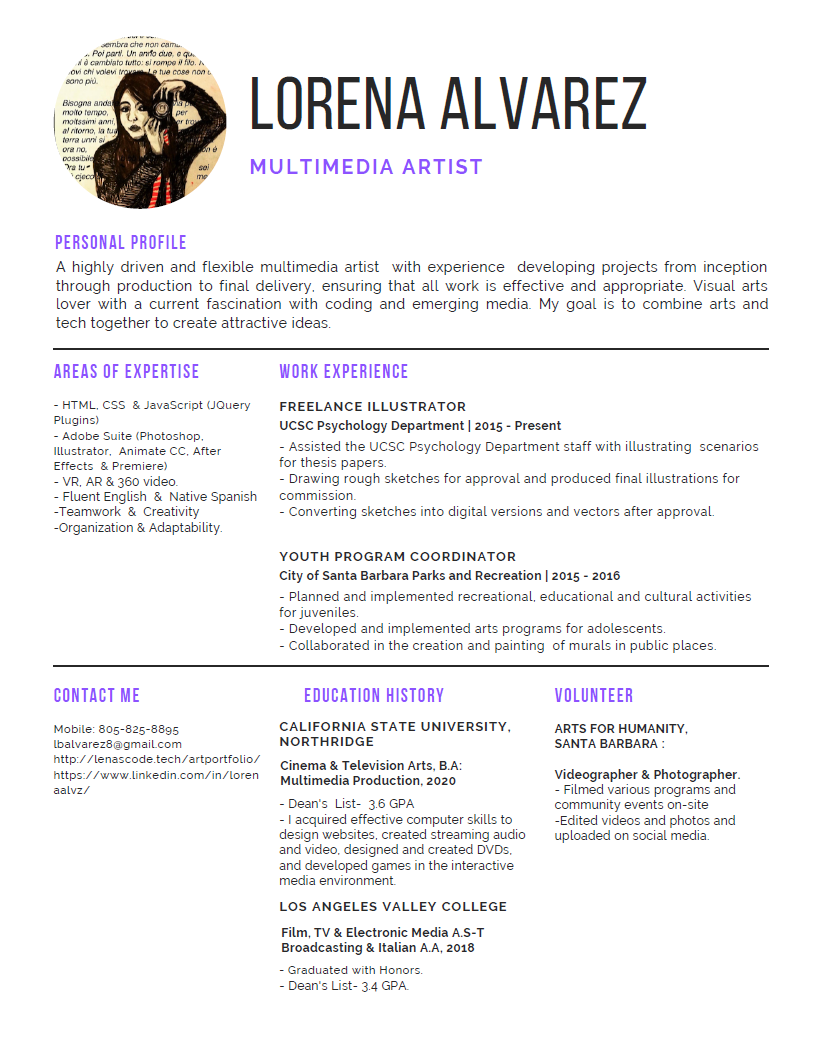 sembra che non cam
Poi parti. Un anno due, e
è cambiato tutto: si rompe il filo.
ovi chi volevi trovare. Le tue cose non
sono più.
Bisogna anda
molto tempo,
moltissimi anni,
al ritorno, la tua
terra unni si
ora no,
possibile
Ora tu
cieco
per
sei
me
LORENA ALVAREZ
MULTIMEDIA ARTIST
PERSONAL PROFILE
A highly driven and flexible multimedia artist with experience developing projects from inception
through production to final delivery, ensuring that all work is effective and appropriate. Visual arts
lover with a current fascination with coding and emerging media. My goal is to combine arts and
tech together to create attractive ideas.
AREAS OF EXPERTISE
- HTML, CSS & JavaScript (JQuery
Plugins)
- Adobe Suite (Photoshop,
Illustrator, Animate CC, After
Effects & Premiere)
- VR, AR & 360 video.
- Fluent English & Native Spanish
-Teamwork & Creativity
-Organization & Adaptability.
WORK EXPERIENCE
FREELANCE ILLUSTRATOR
UCSC Psychology Department | 2015 - Present
- Assisted the UCSC Psychology Department staff with illustrating scenarios
for thesis papers.
- Drawing rough sketches for approval and produced final illustrations for
commission.
- Converting sketches into digital versions and vectors after approval.
YOUTH PROGRAM COORDINATOR
City of Santa Barbara Parks and Recreation | 2015 - 2016
- Planned and implemented recreational, educational and cultural activities
for juveniles.
- Developed and implemented arts programs for adolescents.
- Collaborated in the creation and painting of murals in public places.
CONTACT ME
Mobile: 805-825-8895
lbalvarez8@gmail.com
http://lenascode.tech/artportfolio/
https://www.linkedin.com/in/loren
aalvz/
EDUCATION HISTORY
CALIFORNIA STATE UNIVERSITY,
NORTHRIDGE
Cinema & Television Arts, B.A:
Multimedia Production, 2020
- Dean's List- 3.6 GPA
- I acquired effective computer skills to
design websites, created streaming audio
and video, designed and created DVDs,
and developed games in the interactive
media environment.
LOS ANGELES VALLEY COLLEGE
Film, TV & Electronic Media A.S-T
Broadcasting & Italian A.A, 2018
- Graduated with Honors.
- Dean's List- 3.4 GPA.
VOLUNTEER
ARTS FOR HUMANITY,
SANTA BARBARA :
Videographer & Photographer.
- Filmed various programs and
community events on-site
-Edited videos and photos and
uploaded on social media.